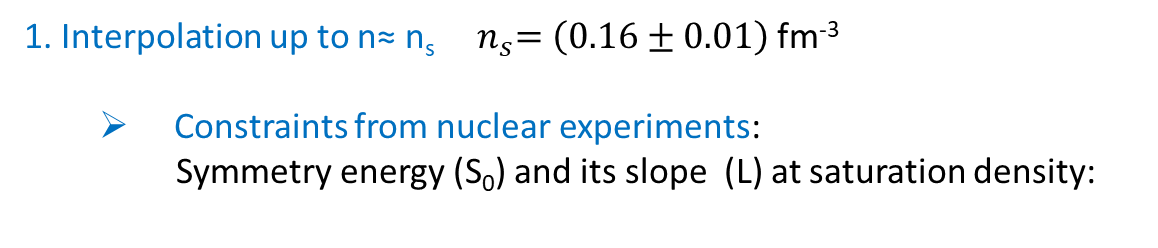 1. Interpolation up to n≈ nₛ 𝑛ₛ= (0.16 ± 0.01) fm⁻³
➢ Constraints from nuclear experiments:
Symmetry energy (S₀) and its slope (L) at saturation density: